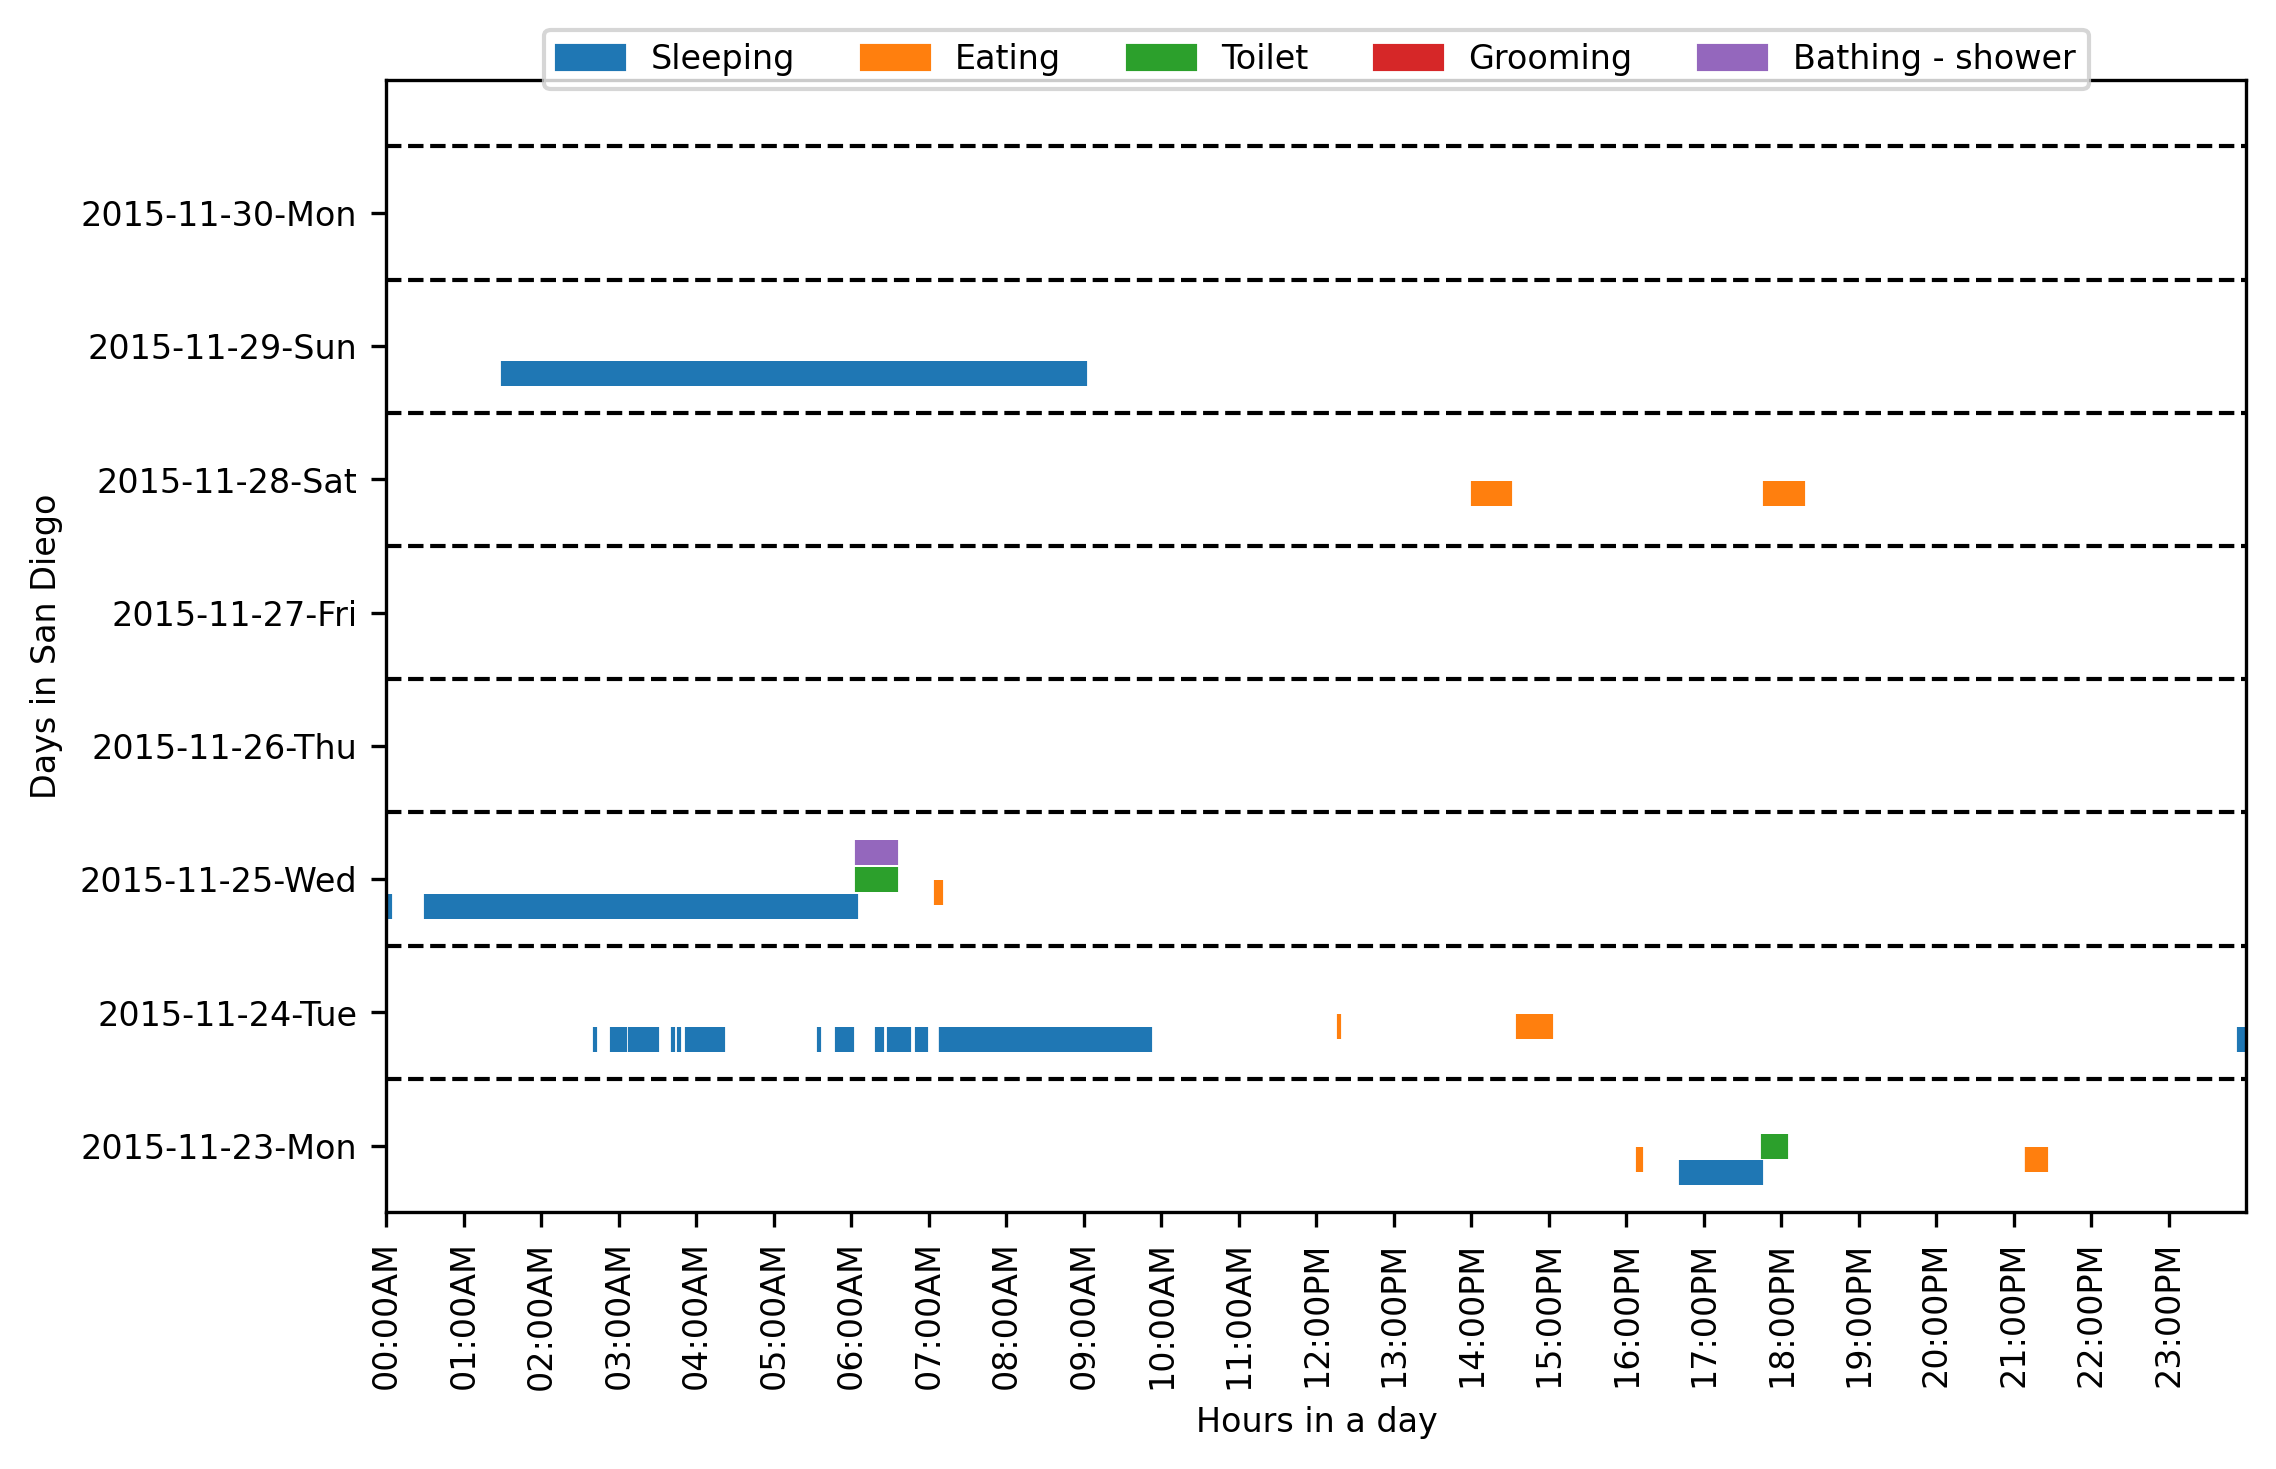 Sleeping Eating Toilet Grooming Bathing - shower
2015-11-30-Mon
2015-11-29-Sun
2015-11-28-Sat
2015-11-27-Fri
2015-11-26-Thu
2015-11-25-Wed
2015-11-24-Tue
2015-11-23-Mon
Days in San Diego
00:00AM 01:00AM 02:00AM 03:00AM 04:00AM 05:00AM 06:00AM 07:00AM 08:00AM 09:00AM 10:00AM 11:00AM 12:00PM 13:00PM 14:00PM 15:00PM 16:00PM 17:00PM 18:00PM 19:00PM 20:00PM 21:00PM 22:00PM 23:00PM
Hours in a day